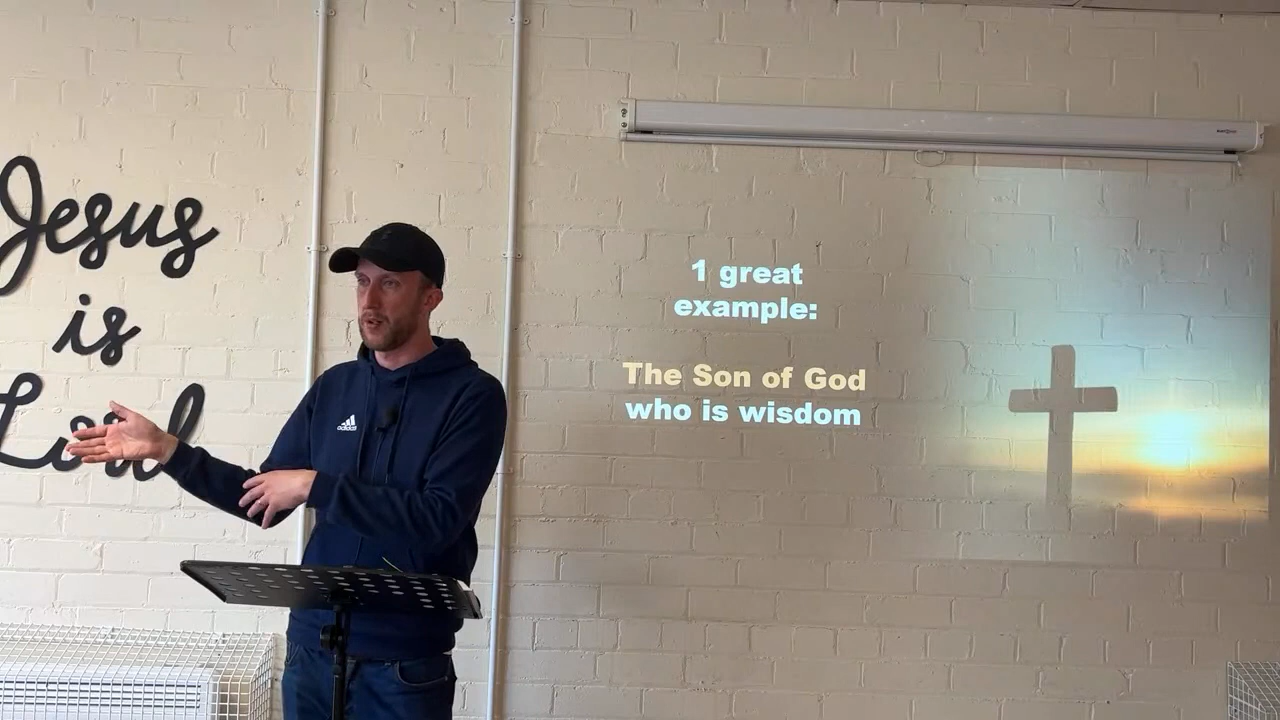 Jesus
is
Lord
1 great
example:
The Son of God
who is wisdom
adidas